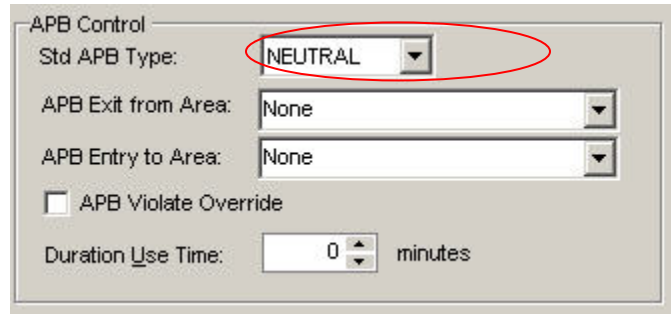 APB Control
Std APB Type: NEUTRAL
APB Exit from Area: None
APB Entry to Area: None
APB Violate Override
Duration Use Time: 0 minutes